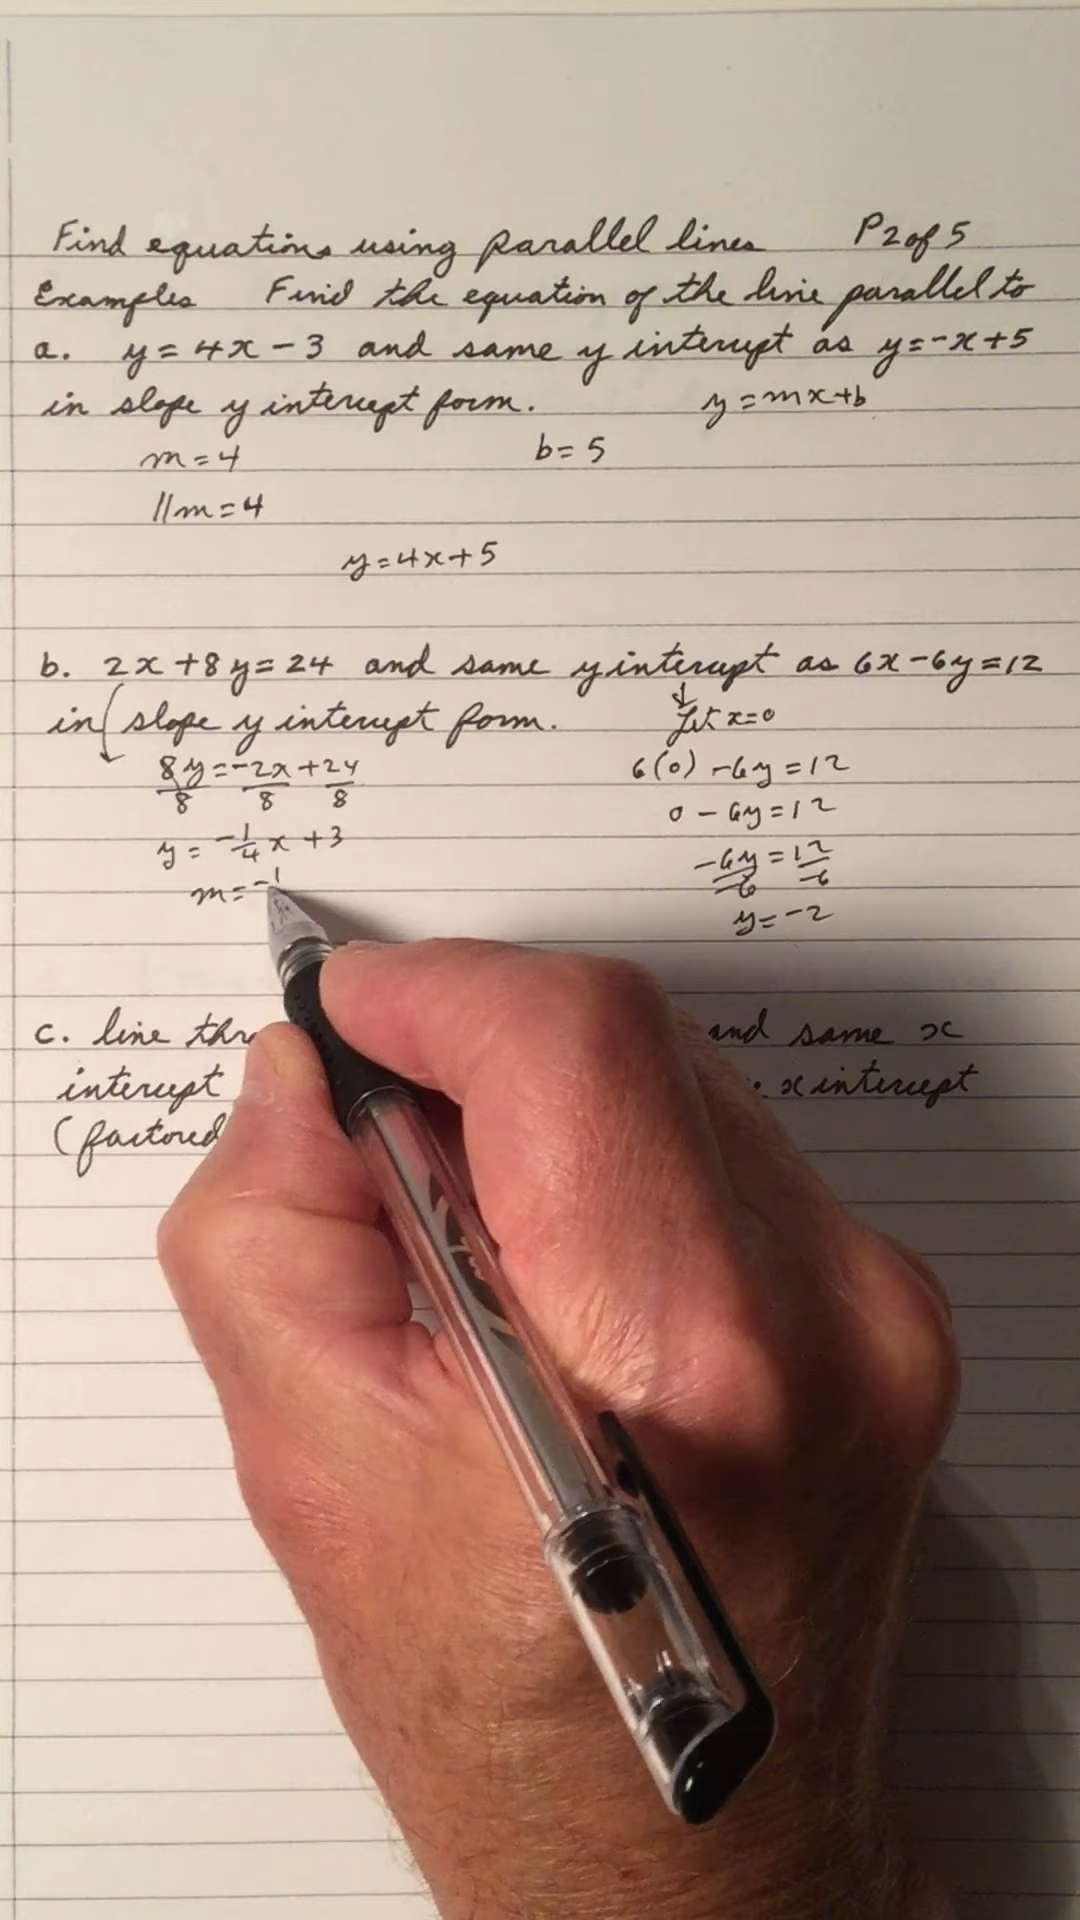 Find equations using parallel lines P2 of 5
Examples Find the equation of the line parallel to
a. y = 4x - 3 and same y intercept as y = -x + 5
in slope y intercept form. y = mx + b
m = 4 b = 5
||m = 4
y = 4x + 5
b. 2x + 8y = 24 and same y intercept as 6x - 6y = 12
in slope y intercept form. ↓ Let x = 0
8y/8 = -2x/8 + 24/8 6(0) - 6y = 12
0 - 6y = 12
y = -1/4 x + 3 -6y/-6 = 12/-6
m = -1 y = -2
c. line and same x
intercept x intercept
(factored